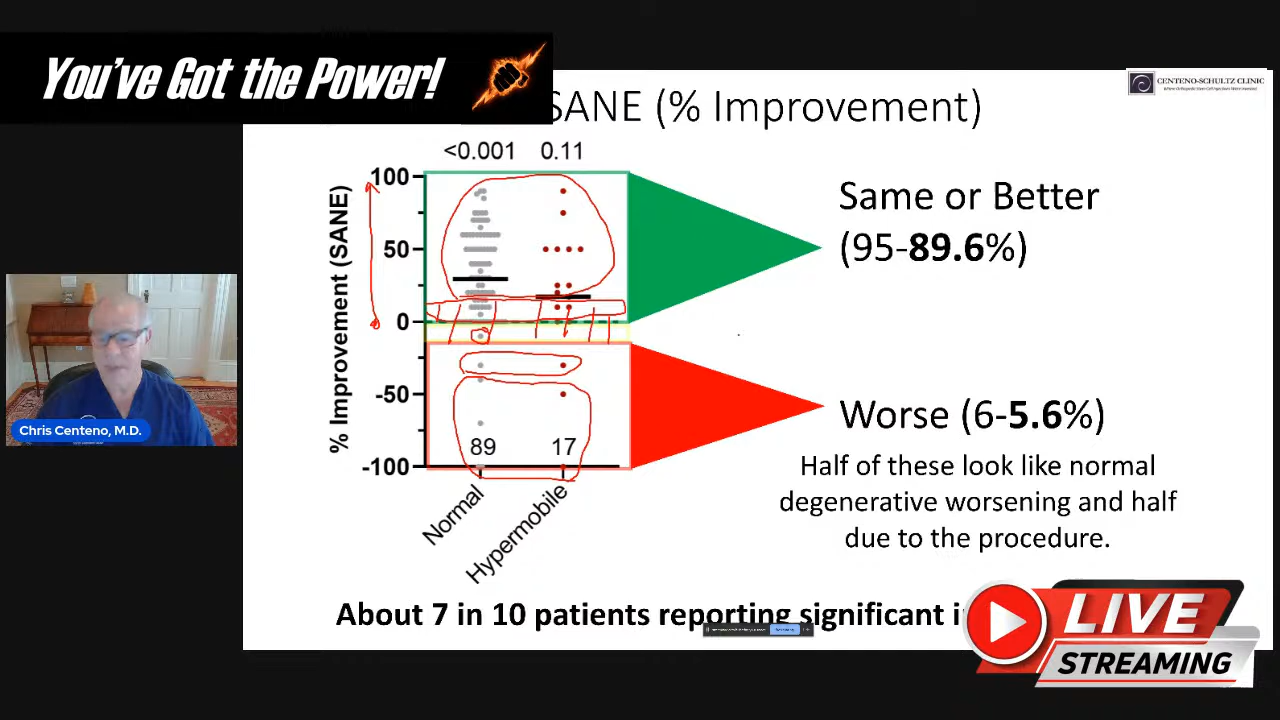 You've Got the Power!
SANE (% Improvement)
CENTENO-SCHULTZ CLINIC
<0.001 0.11
% Improvement (SANE)
100
50
0
-50
-100
89 17
Normal
Hypermobile
Same or Better
(95-89.6%)
Worse (6-5.6%)
Half of these look like normal
degenerative worsening and half
due to the procedure.
About 7 in 10 patients reporting significant
Chris Centeno, M.D.
LIVE
STREAMING